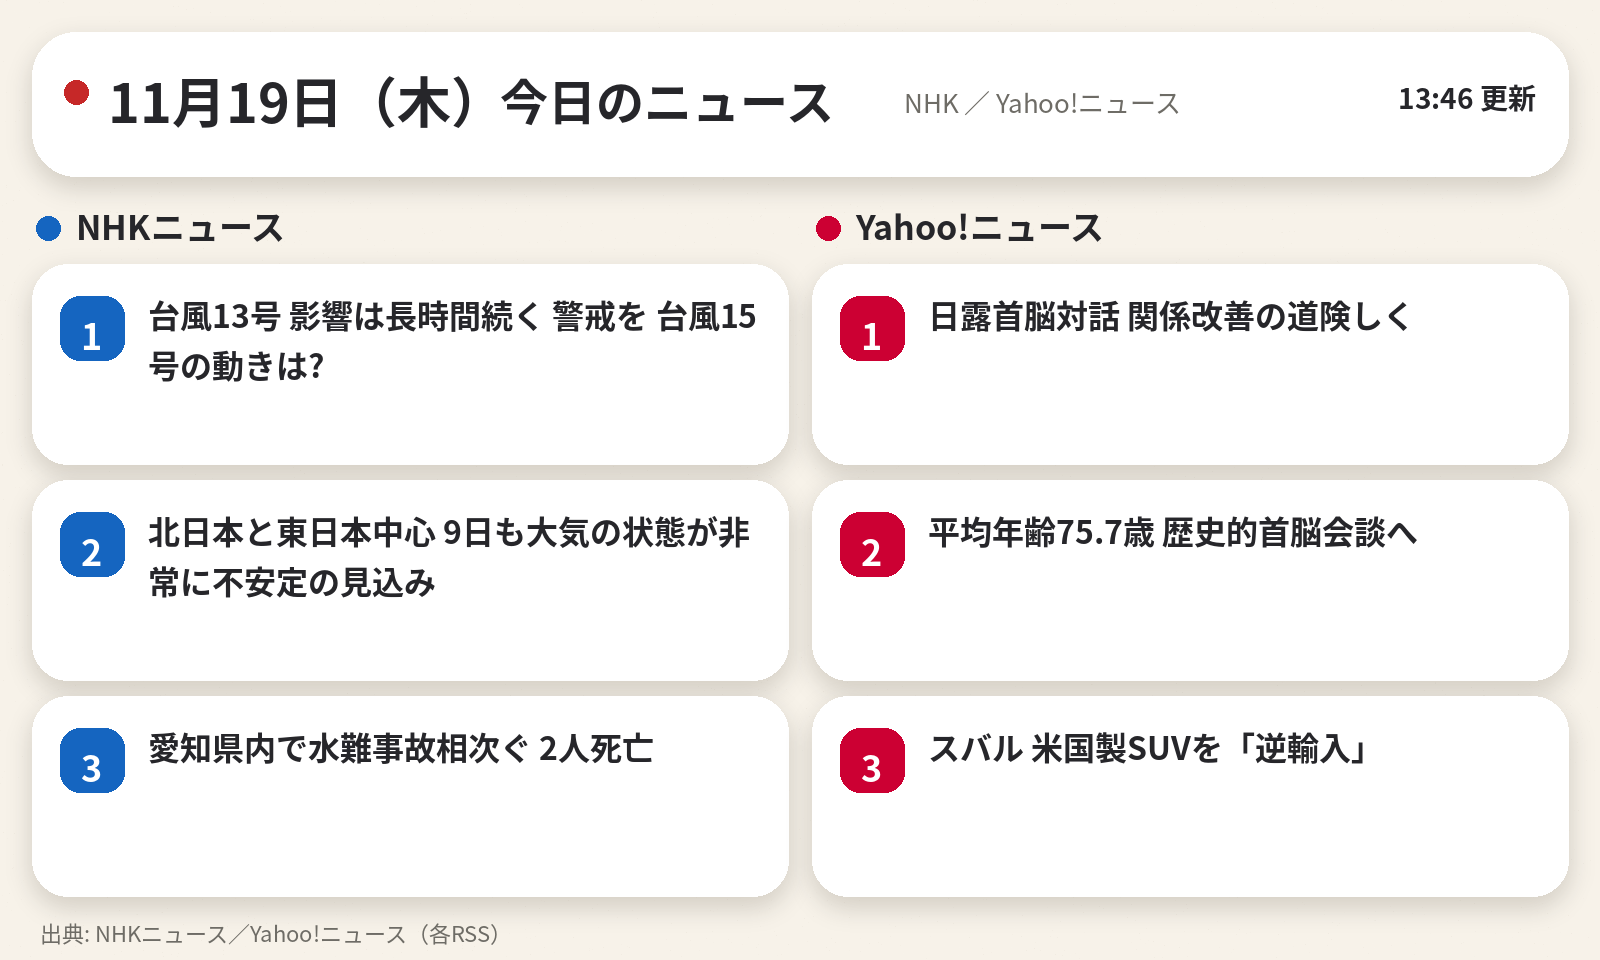 11月19日（木）今日のニュース
NHK ／ Yahoo!ニュース
13:46 更新
NHKニュース
1
台風13号 影響は長時間続く 警戒を 台風15
号の動きは?
2
北日本と東日本中心 9日も大気の状態が非
常に不安定の見込み
3
愛知県内で水難事故相次ぐ 2人死亡
Yahoo!ニュース
1
日露首脳対話 関係改善の道険しく
2
平均年齢75.7歳 歴史的首脳会談へ
3
スバル 米国製SUVを「逆輸入」
出典: NHKニュース／Yahoo!ニュース（各RSS）